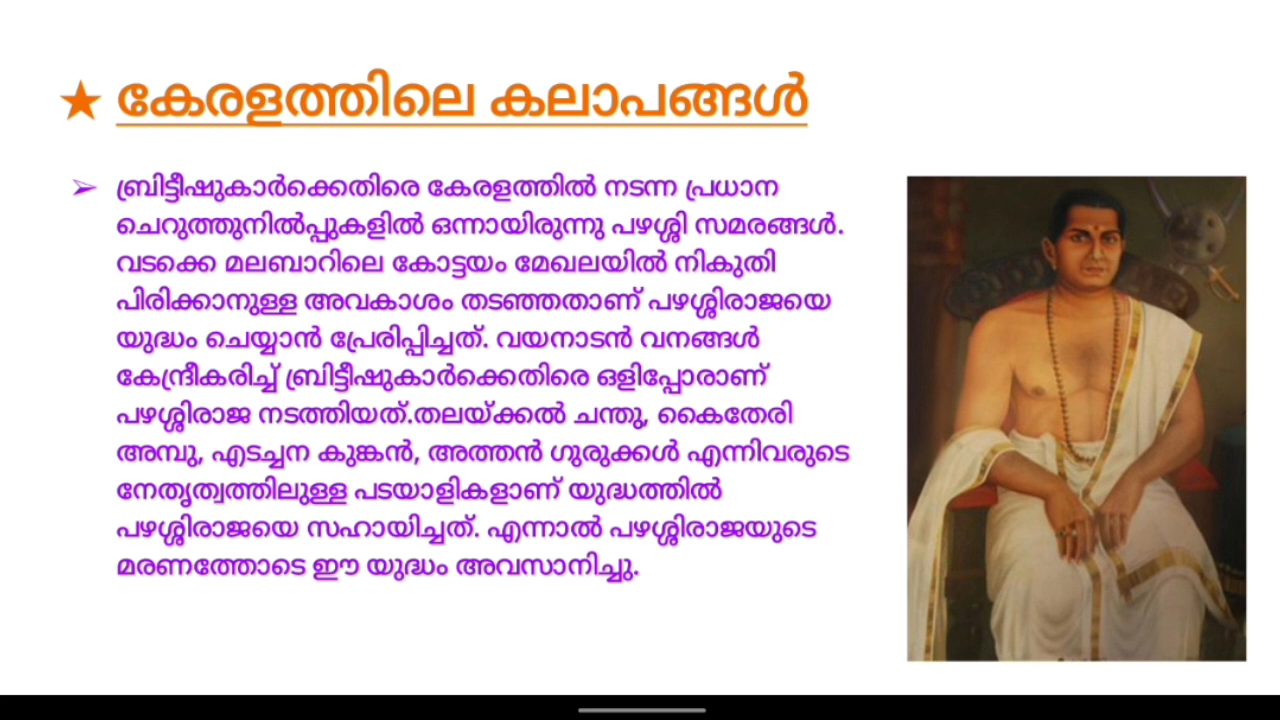 ★ കേരളത്തിലെ കലാപങ്ങൾ
➢ ബ്രിട്ടീഷുകാർക്കെതിരെ കേരളത്തിൽ നടന്ന പ്രധാന
ചെറുത്തുനിൽപ്പുകളിൽ ഒന്നായിരുന്നു പഴശ്ശി സമരങ്ങൾ.
വടക്കെ മലബാറിലെ കോട്ടയം മേഖലയിൽ നികുതി
പിരിക്കാനുള്ള അവകാശം തടഞ്ഞതാണ് പഴശ്ശിരാജയെ
യുദ്ധം ചെയ്യാൻ പ്രേരിപ്പിച്ചത്. വയനാടൻ വനങ്ങൾ
കേന്ദ്രീകരിച്ച് ബ്രിട്ടീഷുകാർക്കെതിരെ ഒളിപ്പോരാണ്
പഴശ്ശിരാജ നടത്തിയത്.തലയ്ക്കൽ ചന്തു, കൈതേരി
അമ്പു, എടച്ചന കുങ്കൻ, അത്തൻ ഗുരുക്കൾ എന്നിവരുടെ
നേതൃത്വത്തിലുള്ള പടയാളികളാണ് യുദ്ധത്തിൽ
പഴശ്ശിരാജയെ സഹായിച്ചത്. എന്നാൽ പഴശ്ശിരാജയുടെ
മരണത്തോടെ ഈ യുദ്ധം അവസാനിച്ചു.